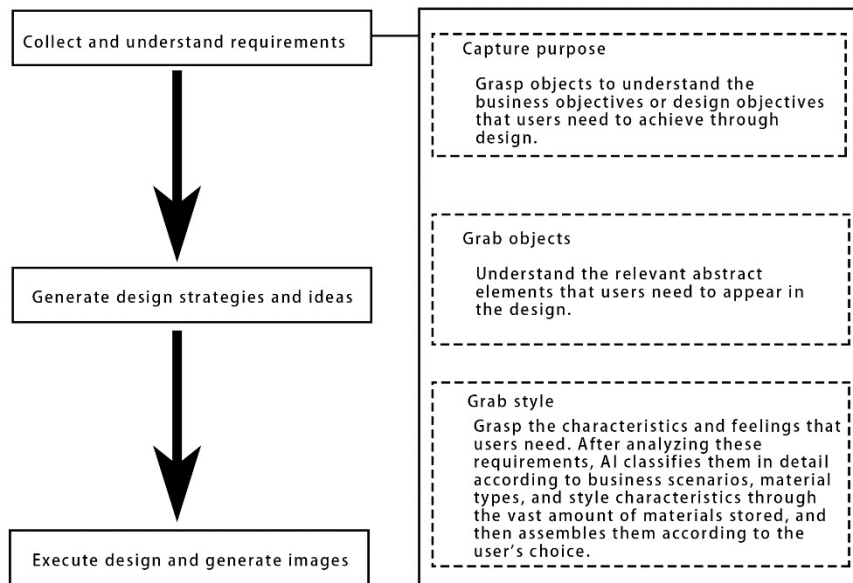 Collect and understand requirements
Generate design strategies and ideas
Execute design and generate images
Capture purpose
Grasp objects to understand the
business objectives or design objectives
that users need to achieve through
design.
Grab objects
Understand the relevant abstract
elements that users need to appear in
the design.
Grab style
Grasp the characteristics and feelings that
users need. After analyzing these
requirements, AI classifies them in detail
according to business scenarios, material
types, and style characteristics through
the vast amount of materials stored, and
then assembles them according to the
user's choice.